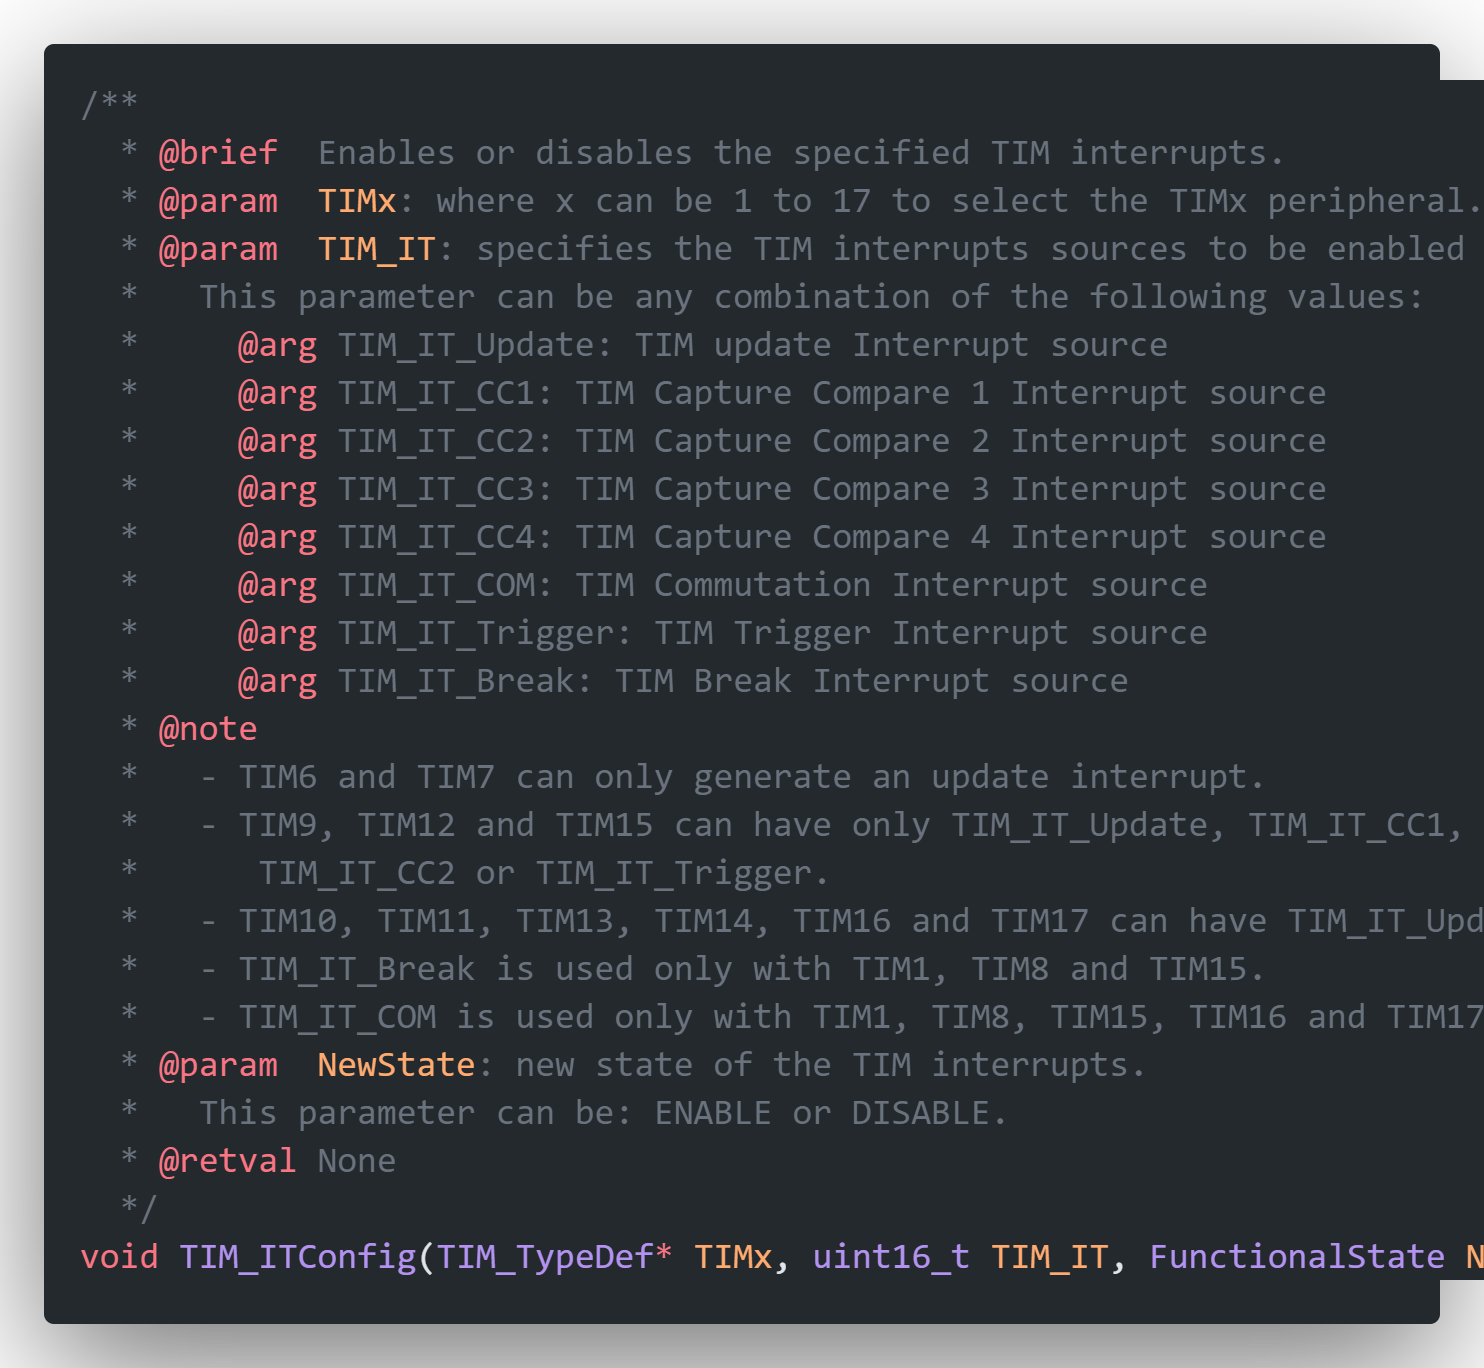 /**
  * @brief  Enables or disables the specified TIM interrupts.
  * @param  TIMx: where x can be 1 to 17 to select the TIMx peripheral.
  * @param  TIM_IT: specifies the TIM interrupts sources to be enabled
  *   This parameter can be any combination of the following values:
  *     @arg TIM_IT_Update: TIM update Interrupt source
  *     @arg TIM_IT_CC1: TIM Capture Compare 1 Interrupt source
  *     @arg TIM_IT_CC2: TIM Capture Compare 2 Interrupt source
  *     @arg TIM_IT_CC3: TIM Capture Compare 3 Interrupt source
  *     @arg TIM_IT_CC4: TIM Capture Compare 4 Interrupt source
  *     @arg TIM_IT_COM: TIM Commutation Interrupt source
  *     @arg TIM_IT_Trigger: TIM Trigger Interrupt source
  *     @arg TIM_IT_Break: TIM Break Interrupt source
  * @note
  *   - TIM6 and TIM7 can only generate an update interrupt.
  *   - TIM9, TIM12 and TIM15 can have only TIM_IT_Update, TIM_IT_CC1,
  *      TIM_IT_CC2 or TIM_IT_Trigger.
  *   - TIM10, TIM11, TIM13, TIM14, TIM16 and TIM17 can have TIM_IT_Upd
  *   - TIM_IT_Break is used only with TIM1, TIM8 and TIM15.
  *   - TIM_IT_COM is used only with TIM1, TIM8, TIM15, TIM16 and TIM17
  * @param  NewState: new state of the TIM interrupts.
  *   This parameter can be: ENABLE or DISABLE.
  * @retval None
  */
void TIM_ITConfig(TIM_TypeDef* TIMx, uint16_t TIM_IT, FunctionalState N